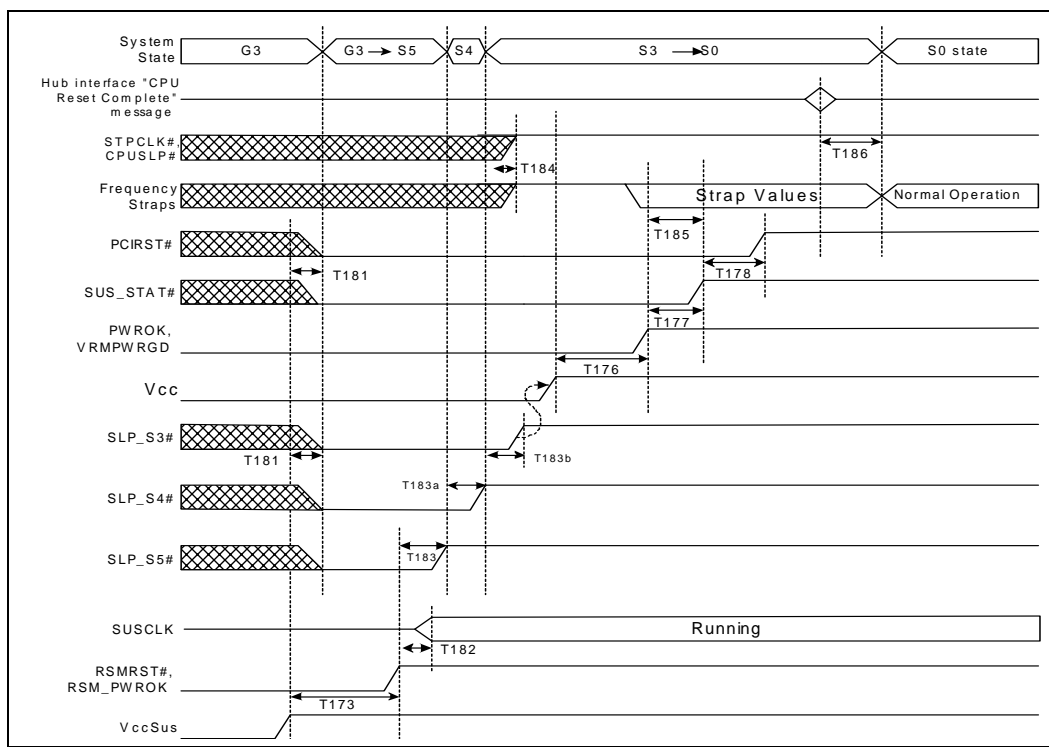 System
State
G3
G3 → S5
S4
S3 → S0
S0 state
Hub interface "CPU
Reset Complete"
message
STPCLK#,
CPUSLP#
T184
T186
Frequency
Straps
Strap Values
Normal Operation
T185
PCIRST#
T181
T178
SUS_STAT#
T177
PWROK,
VRMPWRGD
T176
Vcc
SLP_S3#
T181
T183b
SLP_S4#
T183a
SLP_S5#
T183
SUSCLK
Running
T182
RSMRST#,
RSM_PWROK
T173
VccSus